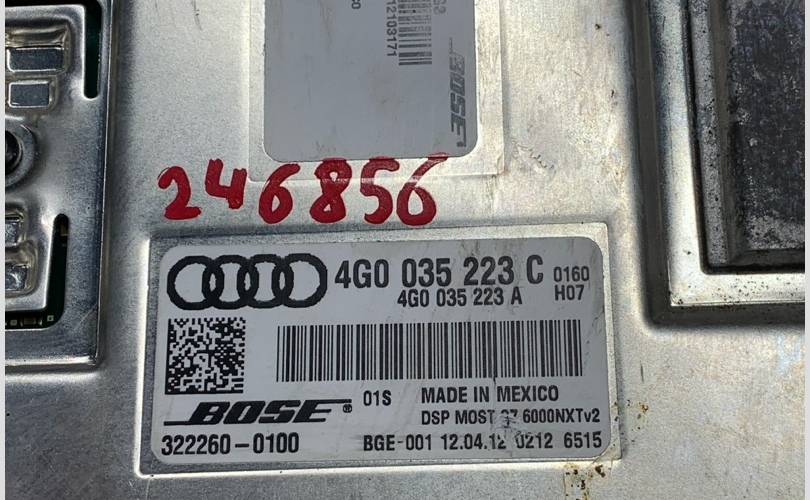 12103171
BOSE
246856
4G0 035 223 C 0160
4G0 035 223 A H07
BOSE® 01S MADE IN MEXICO
DSP MOST 6000NXTv2
322260-0100 BGE-001 12.04.12 0212 6515